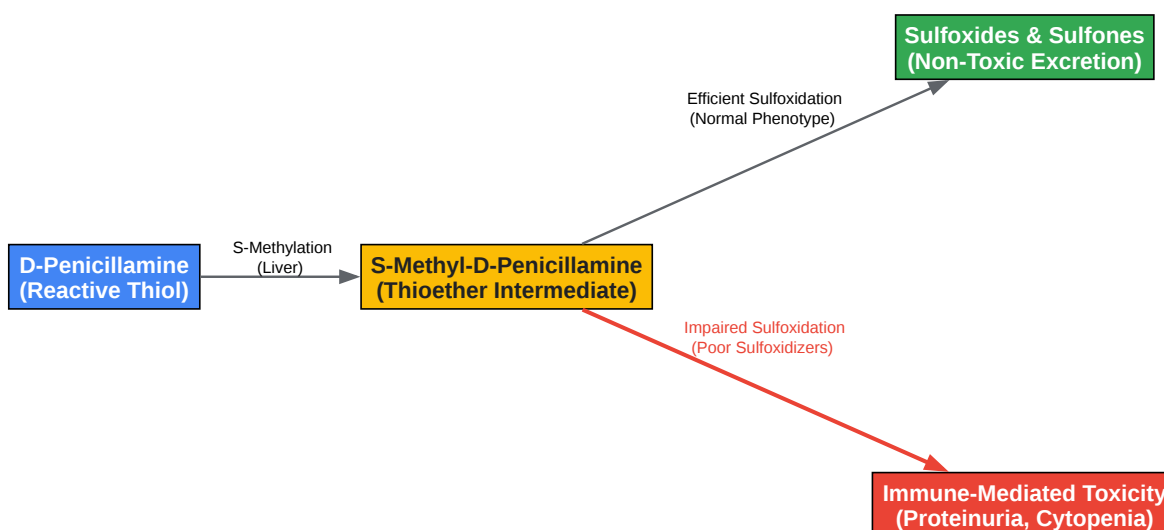 Sulfoxides & Sulfones
(Non-Toxic Excretion)
Efficient Sulfoxidation
(Normal Phenotype)
S-Methylation
(Liver)
D-Penicillamine
(Reactive Thiol)
S-Methyl-D-Penicillamine
(Thioether Intermediate)
Impaired Sulfoxidation
(Poor Sulfoxidizers)
Immune-Mediated Toxicity
(Proteinuria, Cytopenia)